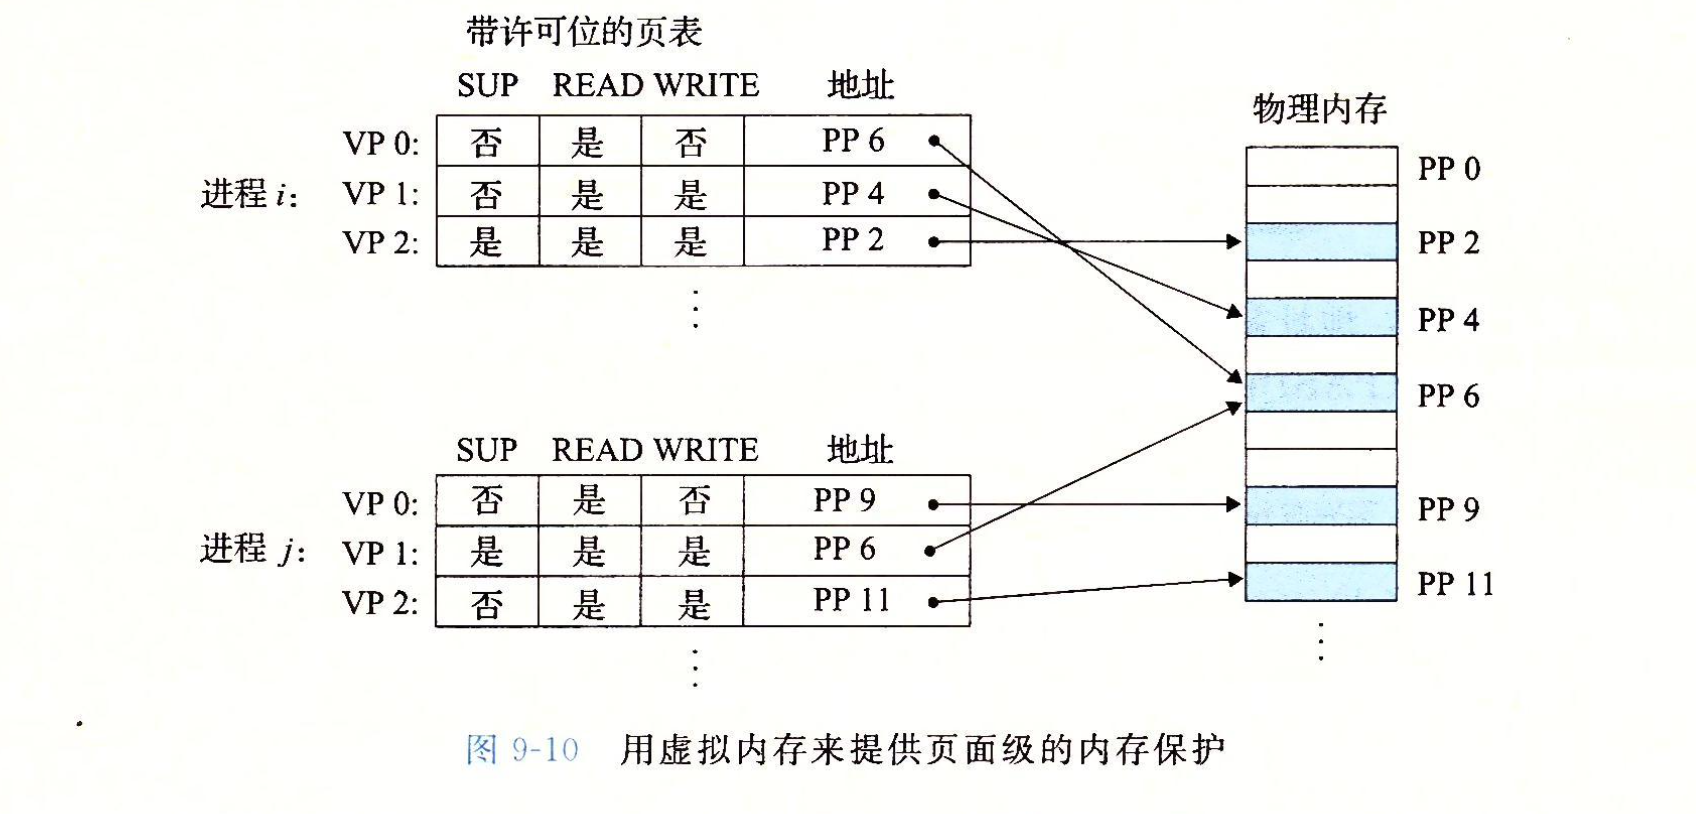 带许可位的页表
SUP READ WRITE 地址
VP 0: 否 是 否 PP 6
进程 i: VP 1: 否 是 是 PP 4
VP 2: 是 是 是 PP 2
⋮
SUP READ WRITE 地址
VP 0: 否 是 否 PP 9
进程 j: VP 1: 是 是 是 PP 6
VP 2: 否 是 是 PP 11
⋮
物理内存
PP 0
PP 2
PP 4
PP 6
PP 9
PP 11
⋮
图 9-10 用虚拟内存来提供页面级的内存保护